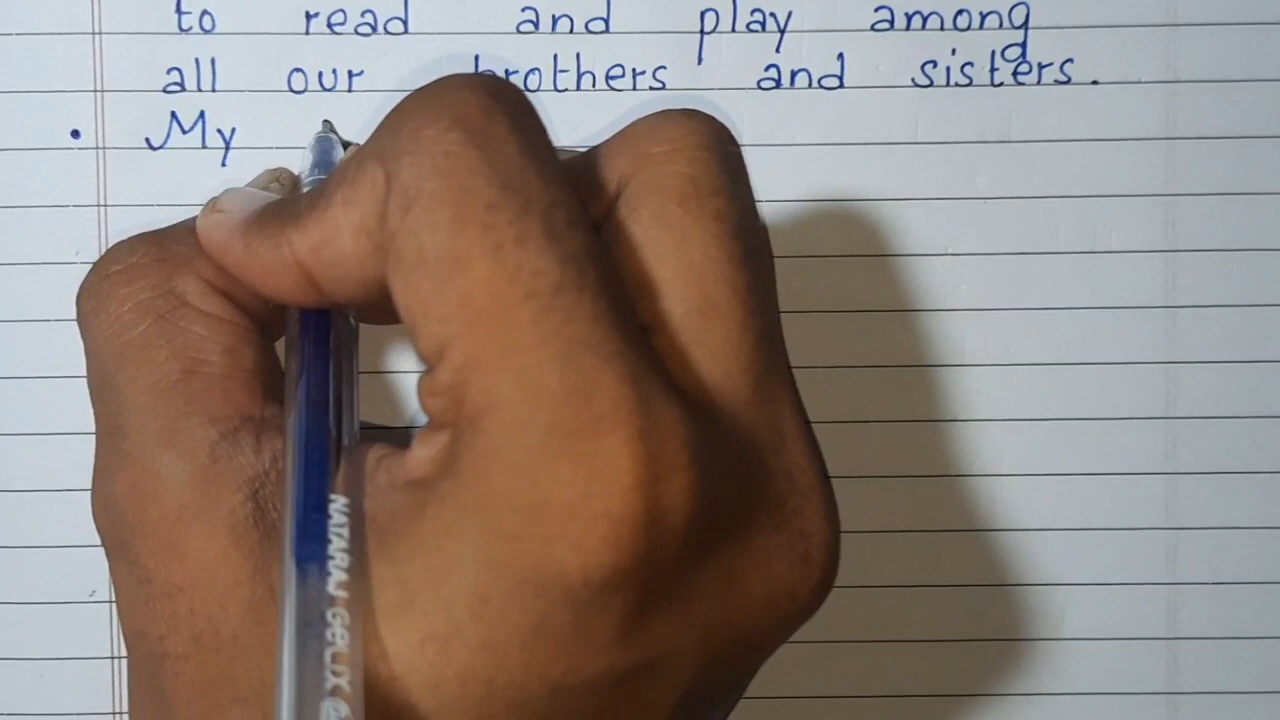 to read and play among
all our brothers and sisters.
• My
NATARAJ GELIX